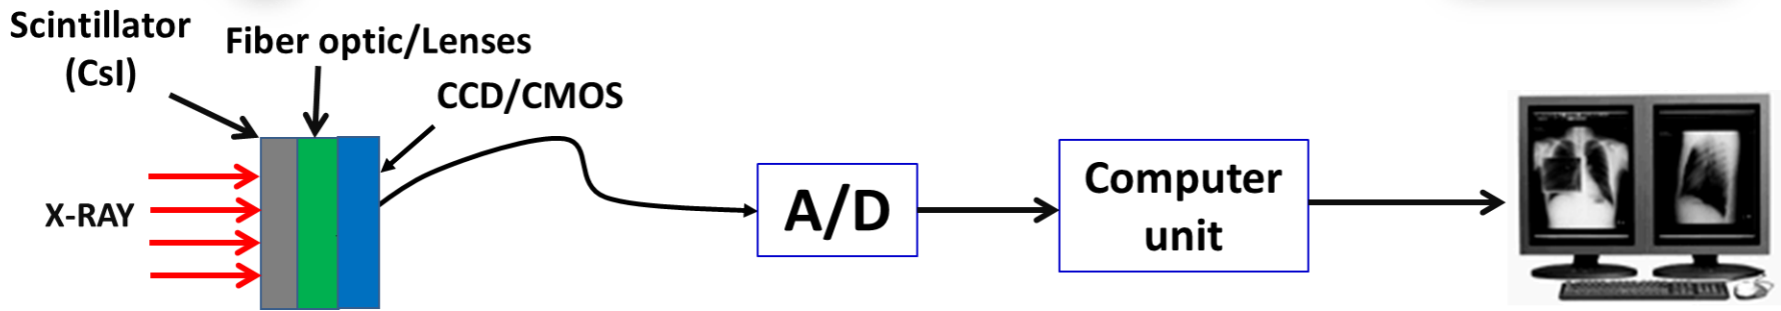 Scintillator
(CsI)
Fiber optic/Lenses
CCD/CMOS
X-RAY
A/D
Computer
unit